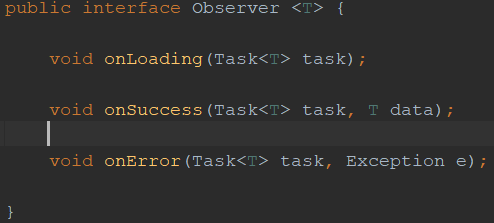 public interface Observer <T> {
void onLoading(Task<T> task);
void onSuccess(Task<T> task, T data);
void onError(Task<T> task, Exception e);
}